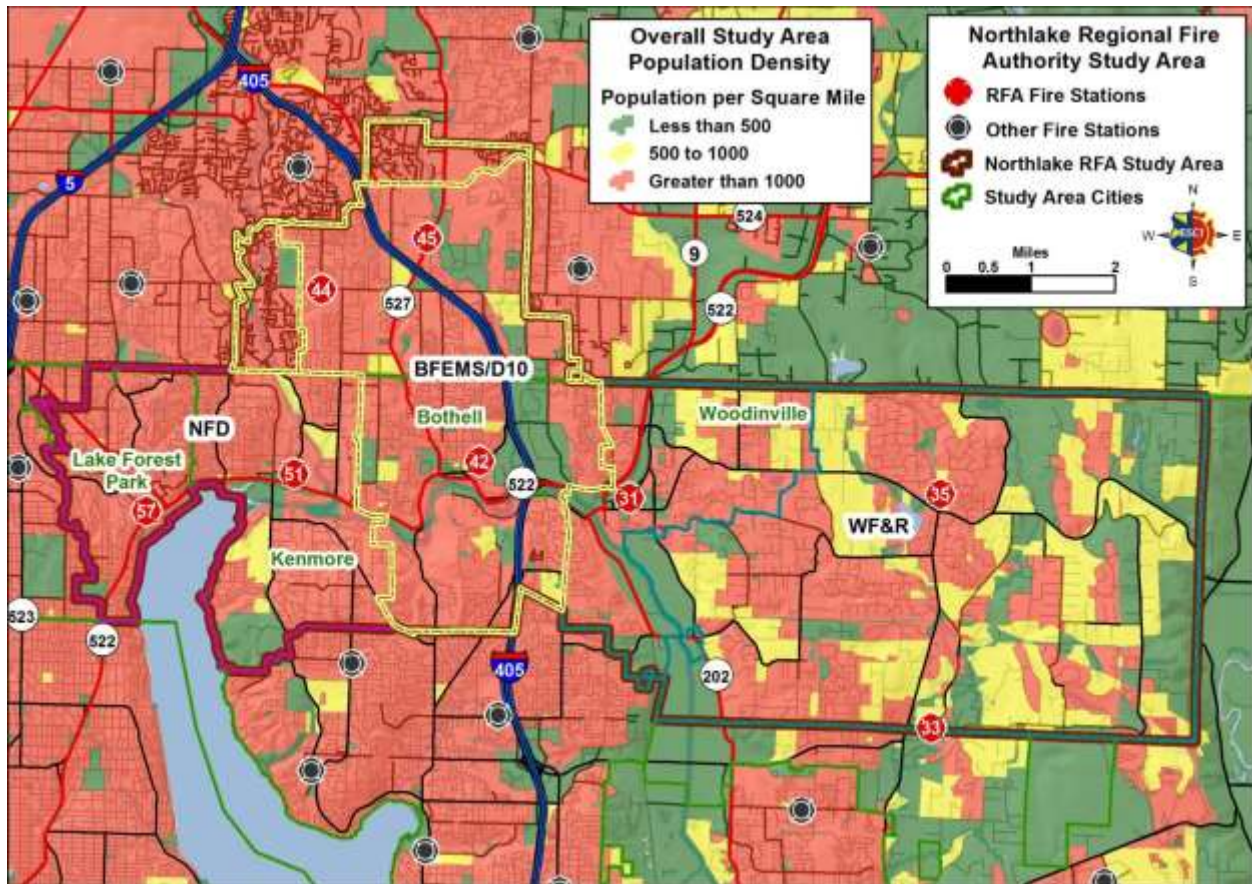 Overall Study Area
Population Density
Population per Square Mile
Less than 500
500 to 1000
Greater than 1000
Northlake Regional Fire
Authority Study Area
RFA Fire Stations
Other Fire Stations
Northlake RFA Study Area
Study Area Cities
N
W
E
S
ESCI
Miles
0 0.5 1 2
405
5
524
9
45
44
527
522
BFEMS/D10
Bothell
Woodinville
NFD
Lake Forest
Park
51
42
522
31
35
57
WF&R
Kenmore
523
522
405
202
33